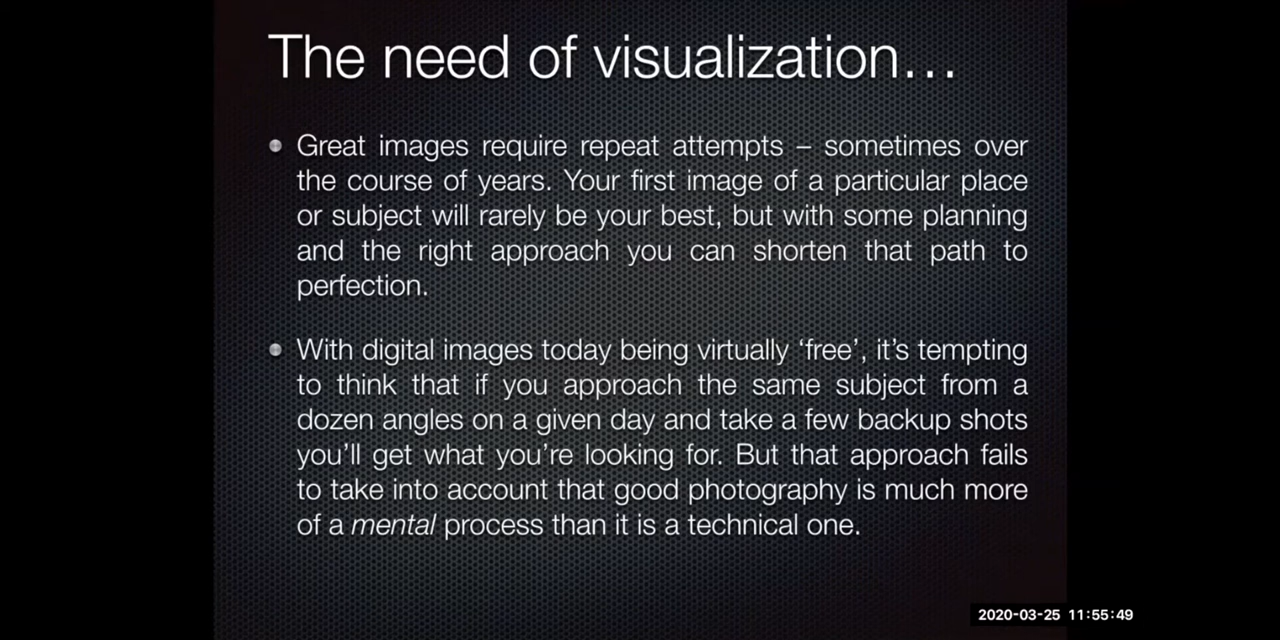 The need of visualization...
Great images require repeat attempts – sometimes over
the course of years. Your first image of a particular place
or subject will rarely be your best, but with some planning
and the right approach you can shorten that path to
perfection.
With digital images today being virtually ‘free’, it’s tempting
to think that if you approach the same subject from a
dozen angles on a given day and take a few backup shots
you’ll get what you’re looking for. But that approach fails
to take into account that good photography is much more
of a mental process than it is a technical one.
2020-03-25 11:55:49